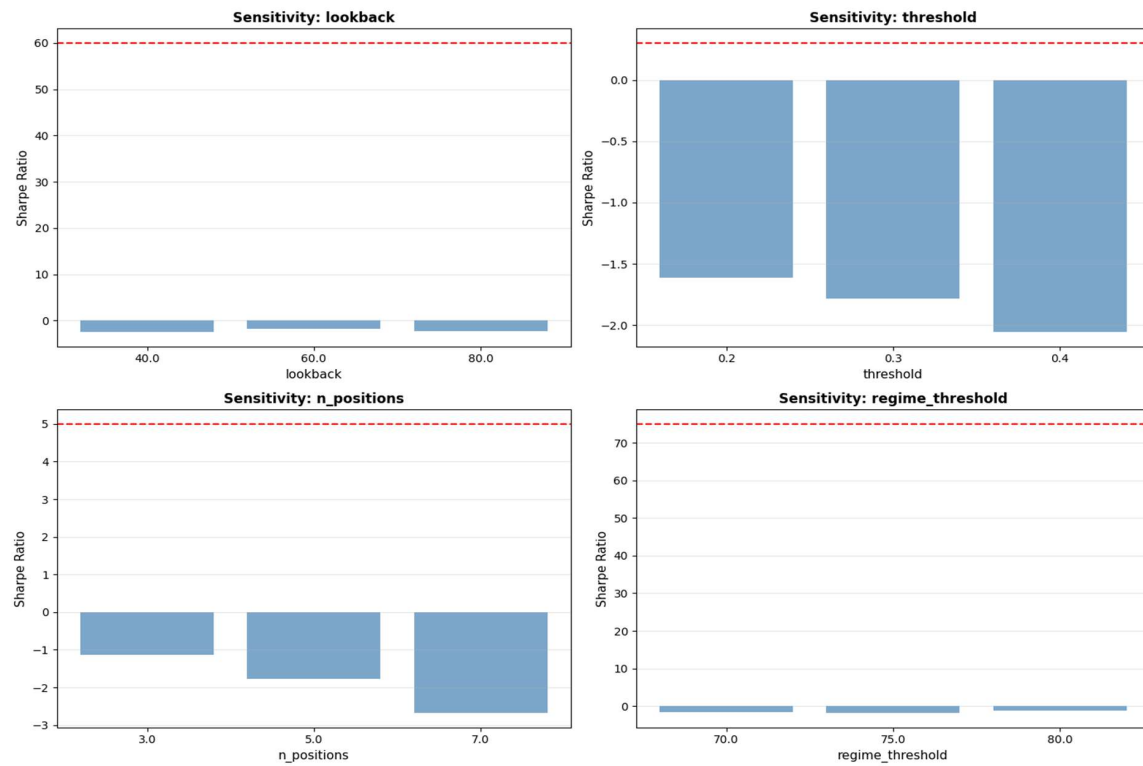 Sensitivity: lookback
Sharpe Ratio
60
50
40
30
20
10
0
40.0 60.0 80.0
lookback
Sensitivity: threshold
Sharpe Ratio
0.0
−0.5
−1.0
−1.5
−2.0
0.2 0.3 0.4
threshold
Sensitivity: n_positions
Sharpe Ratio
5
4
3
2
1
0
−1
−2
−3
3.0 5.0 7.0
n_positions
Sensitivity: regime_threshold
Sharpe Ratio
70
60
50
40
30
20
10
0
70.0 75.0 80.0
regime_threshold